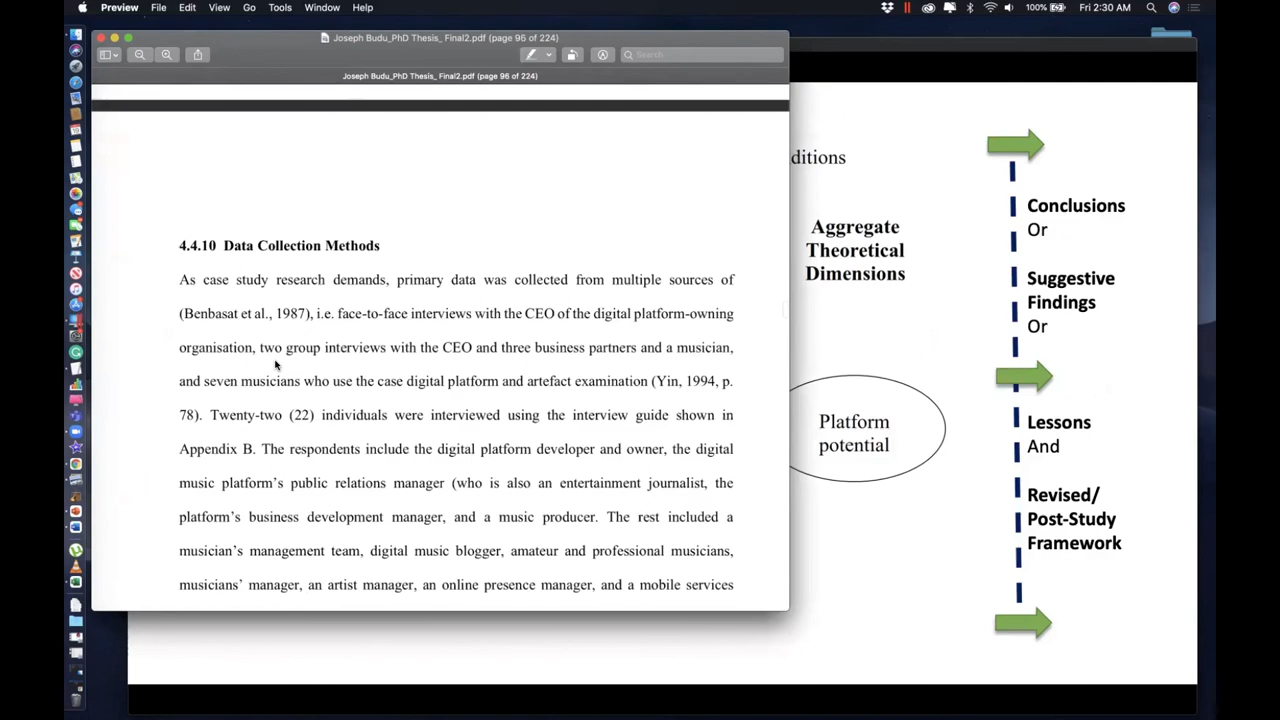 Preview File Edit View Go Tools Window Help
100% Fri 2:30 AM
Joseph Budu_PhD Thesis_ Final2.pdf (page 96 of 224)
Search
Joseph Budu_PhD Thesis_ Final2.pdf (page 96 of 224)
4.4.10 Data Collection Methods
As case study research demands, primary data was collected from multiple sources of
(Benbasat et al., 1987), i.e. face-to-face interviews with the CEO of the digital platform-owning
organisation, two group interviews with the CEO and three business partners and a musician,
and seven musicians who use the case digital platform and artefact examination (Yin, 1994, p.
78). Twenty-two (22) individuals were interviewed using the interview guide shown in
Appendix B. The respondents include the digital platform developer and owner, the digital
music platform's public relations manager (who is also an entertainment journalist, the
platform's business development manager, and a music producer. The rest included a
musician's management team, digital music blogger, amateur and professional musicians,
musicians' manager, an artist manager, an online presence manager, and a mobile services
ditions
Aggregate
Theoretical
Dimensions
Platform
potential
Conclusions
Or
Suggestive
Findings
Or
Lessons
And
Revised/
Post-Study
Framework